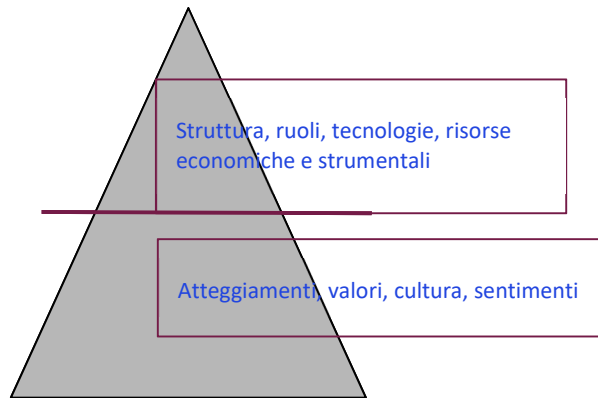 Struttura, ruoli, tecnologie, risorse
economiche e strumentali
Atteggiamenti, valori, cultura, sentimenti